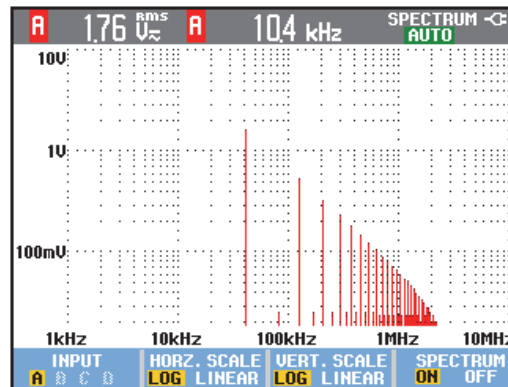 A 1.76 V≂ rms A 10.4 kHz SPECTRUM
AUTO
10V
1V
100mV
1kHz 10kHz 100kHz 1MHz 10MHz
INPUT HORZ. SCALE VERT. SCALE SPECTRUM
A B C D LOG LINEAR LOG LINEAR ON OFF